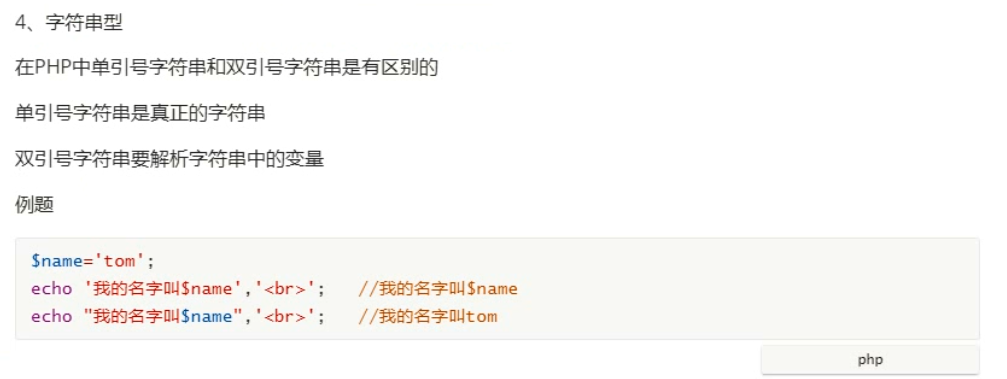 4、字符串型
在PHP中单引号字符串和双引号字符串是有区别的
单引号字符串是真正的字符串
双引号字符串要解析字符串中的变量
例题
$name='tom';
echo '我的名字叫$name','<br>';   //我的名字叫$name
echo "我的名字叫$name",'<br>';   //我的名字叫tom
php